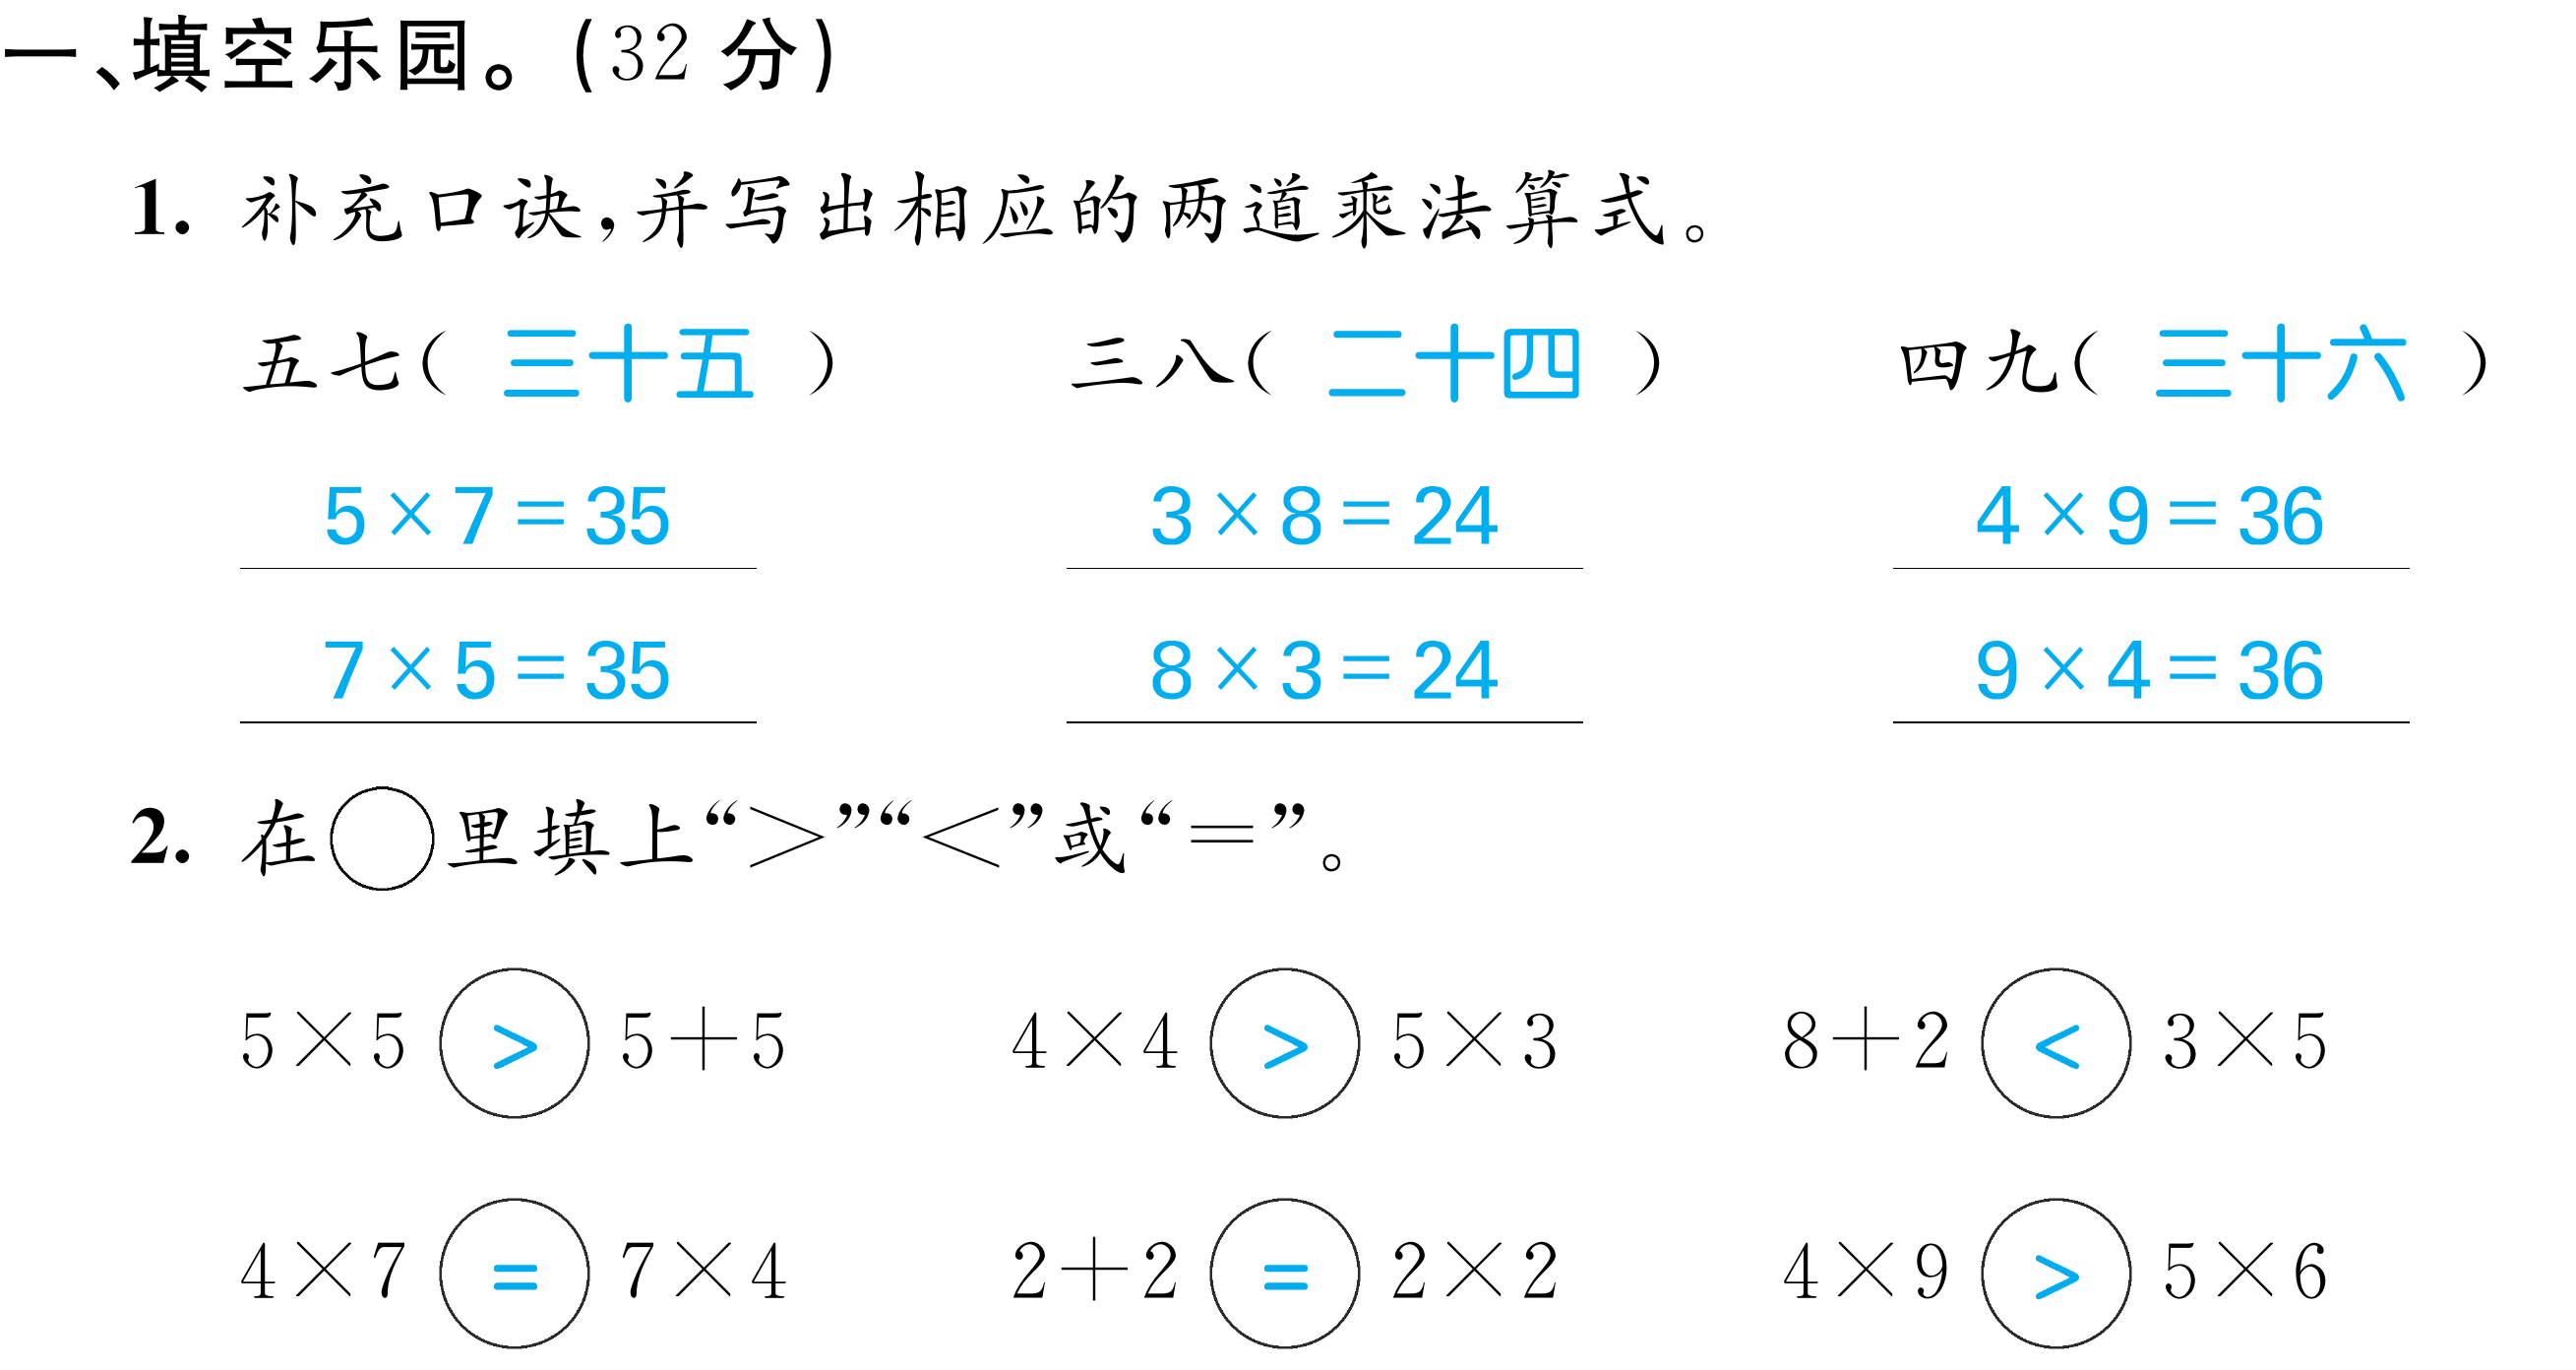 一、填空乐园。(32 分)
1. 补充口诀,并写出相应的两道乘法算式。
五七( 三十五 ) 三八( 二十四 ) 四九( 三十六 )
5×7=35 3×8=24 4×9=36
7×5=35 8×3=24 9×4=36
2. 在○里填上“>”“<”或“=”。
5×5 > 5+5 4×4 > 5×3 8+2 < 3×5
4×7 = 7×4 2+2 = 2×2 4×9 > 5×6